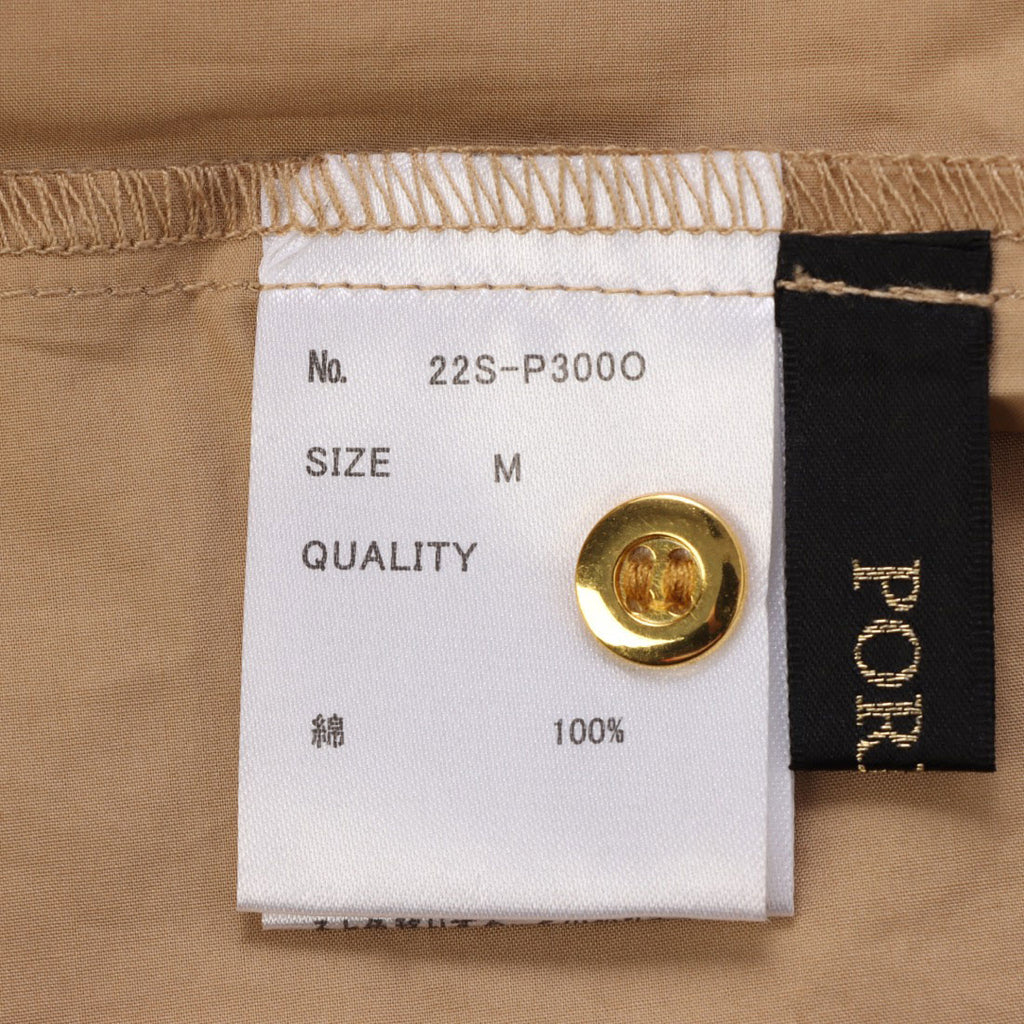 No. 22S-P300O
SIZE M
QUALITY
綿 100%
POR